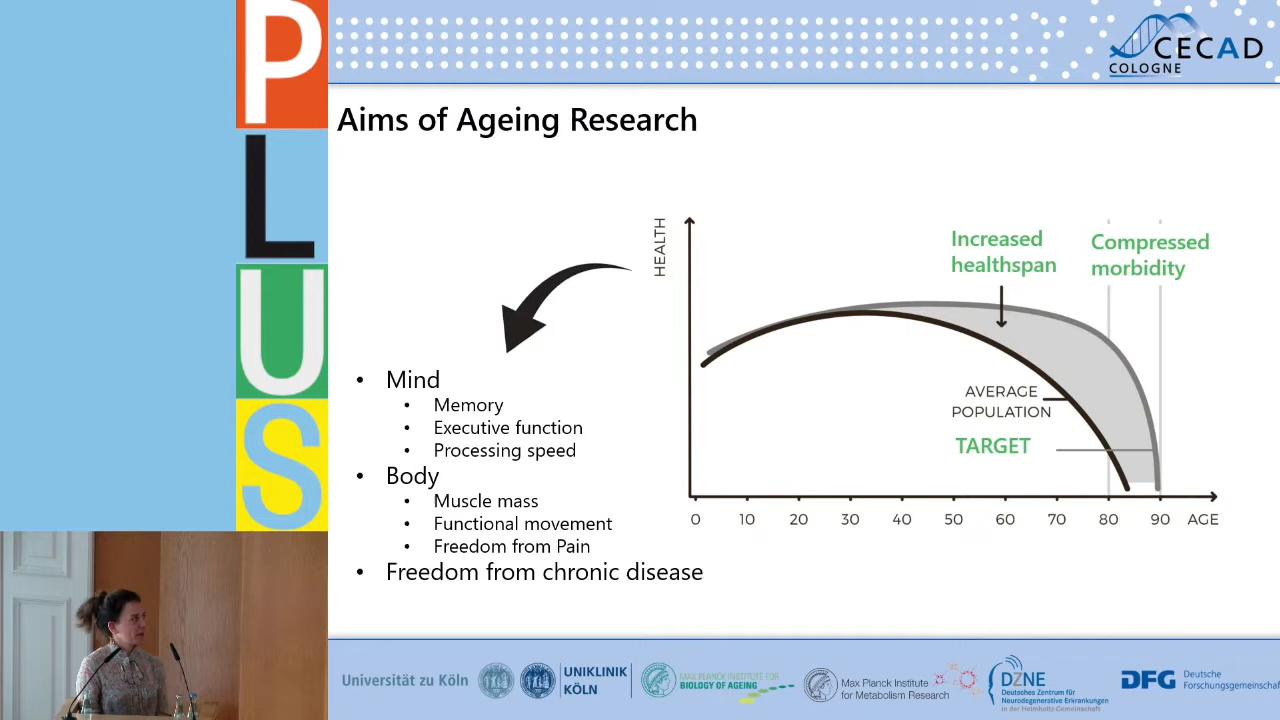 PLUS
CECAD
COLOGNE
Aims of Ageing Research
HEALTH
Increased
healthspan
Compressed
morbidity
AVERAGE
POPULATION
TARGET
0 10 20 30 40 50 60 70 80 90 AGE
• Mind
• Memory
• Executive function
• Processing speed
• Body
• Muscle mass
• Functional movement
• Freedom from Pain
• Freedom from chronic disease
Universität zu Köln
UNIKLINIK
KÖLN
MAX PLANCK INSTITUTE FOR
BIOLOGY OF AGEING
Max Planck Institute
for Metabolism Research
DZNE
Deutsches Zentrum für
Neurodegenerative Erkrankungen
in der Helmholtz-Gemeinschaft
DFG
Deutsche
Forschungsgemeinschaf